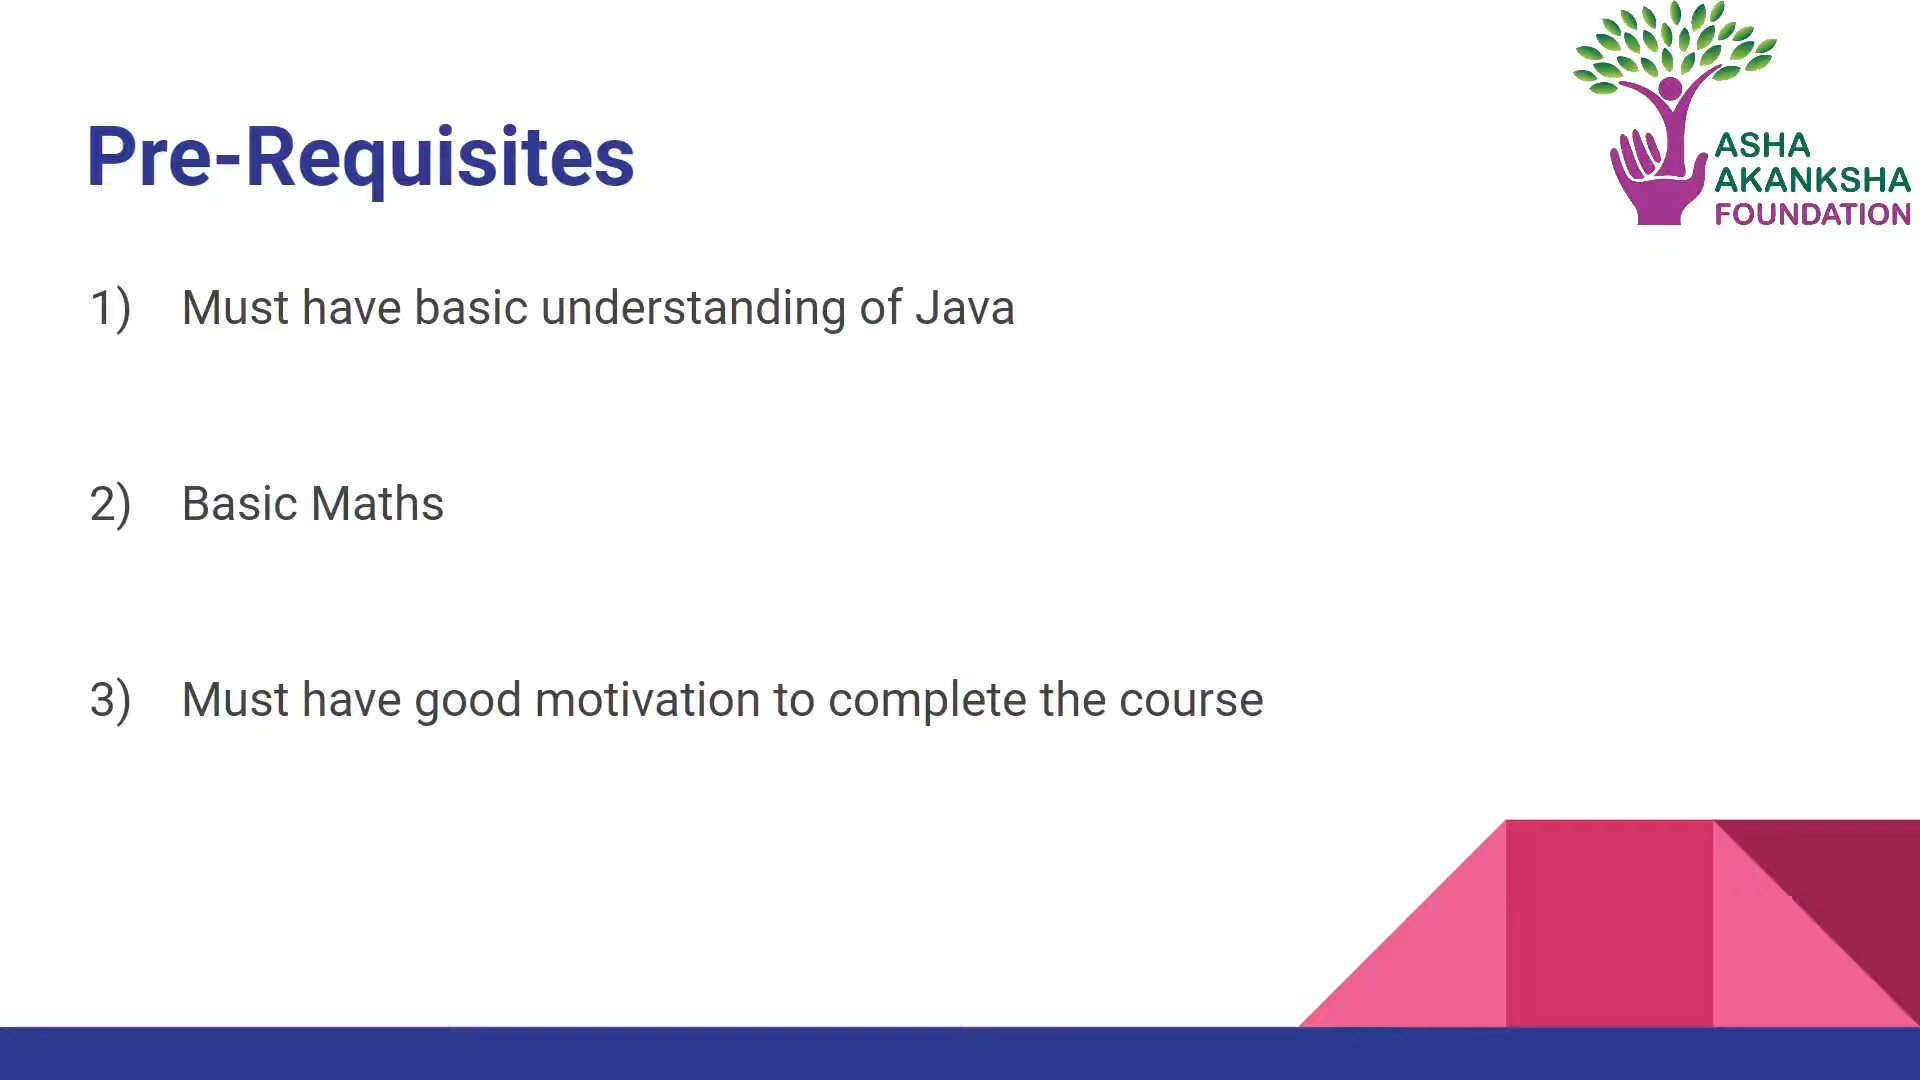 ASHA
AKANKSHA
FOUNDATION
Pre-Requisites
1) Must have basic understanding of Java
2) Basic Maths
3) Must have good motivation to complete the course